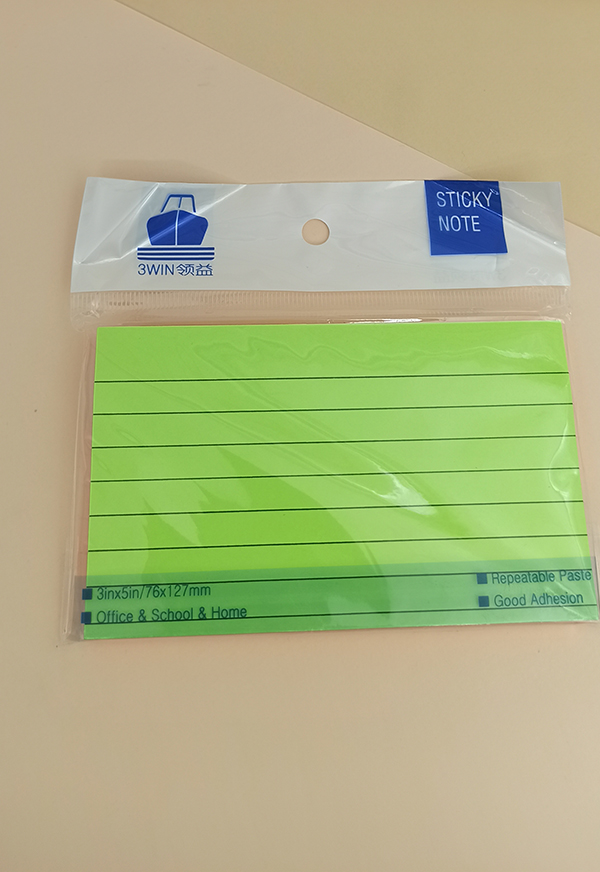 3WIN领益
STICKY
NOTE
3inx5in/76x127mm
Office & School & Home
Repeatable Paste
Good Adhesion